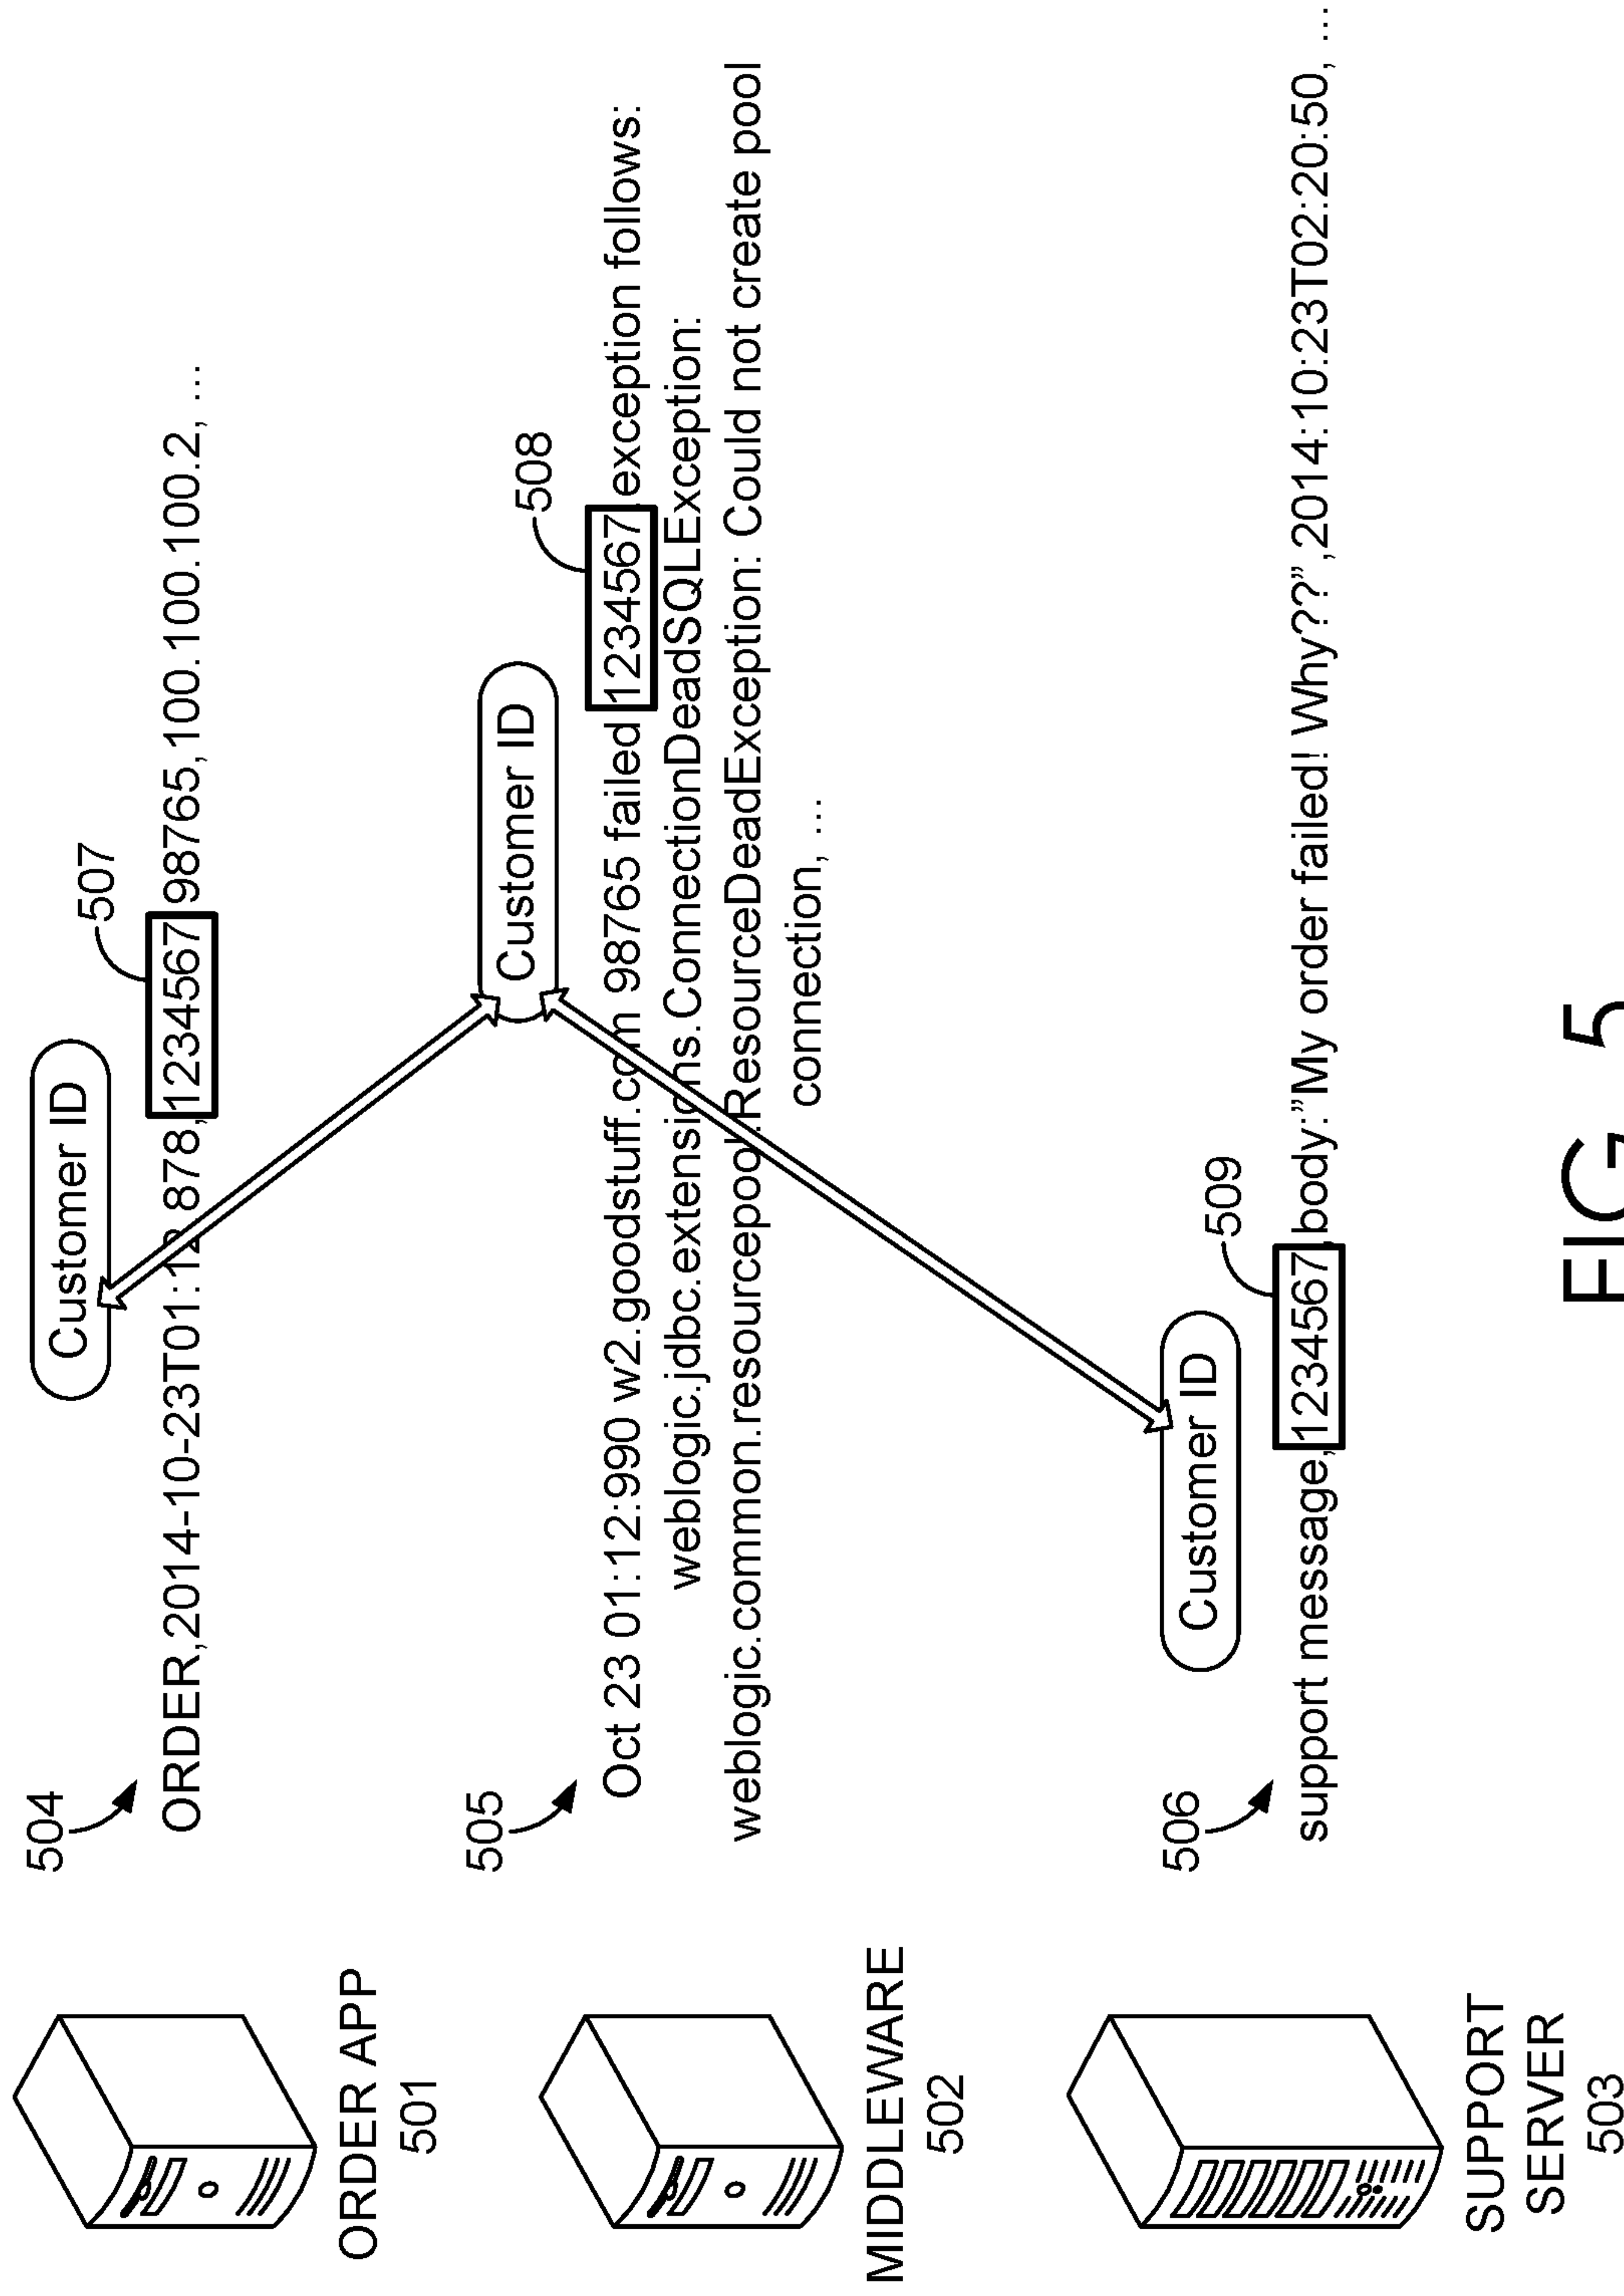 504
Customer ID
507
ORDER,2014-10-23T01:12:878,1234567 98765,100.100.100.2, ...
ORDER APP
501
505
Customer ID
508
Oct 23 01:12:990 w2.goodstuff.com 98765 failed 1234567 exception follows:
weblogic.jdbc.extensions.ConnectionDeadSQLException:
weblogic.common.resourcepool.ResourceDeadException: Could not create pool
connection, ...
MIDDLEWARE
502
506
Customer ID
509
support message,1234567,body:"My order failed! Why??",2014:10:23T02:20:50, ...
SUPPORT
SERVER
503
FIG 5